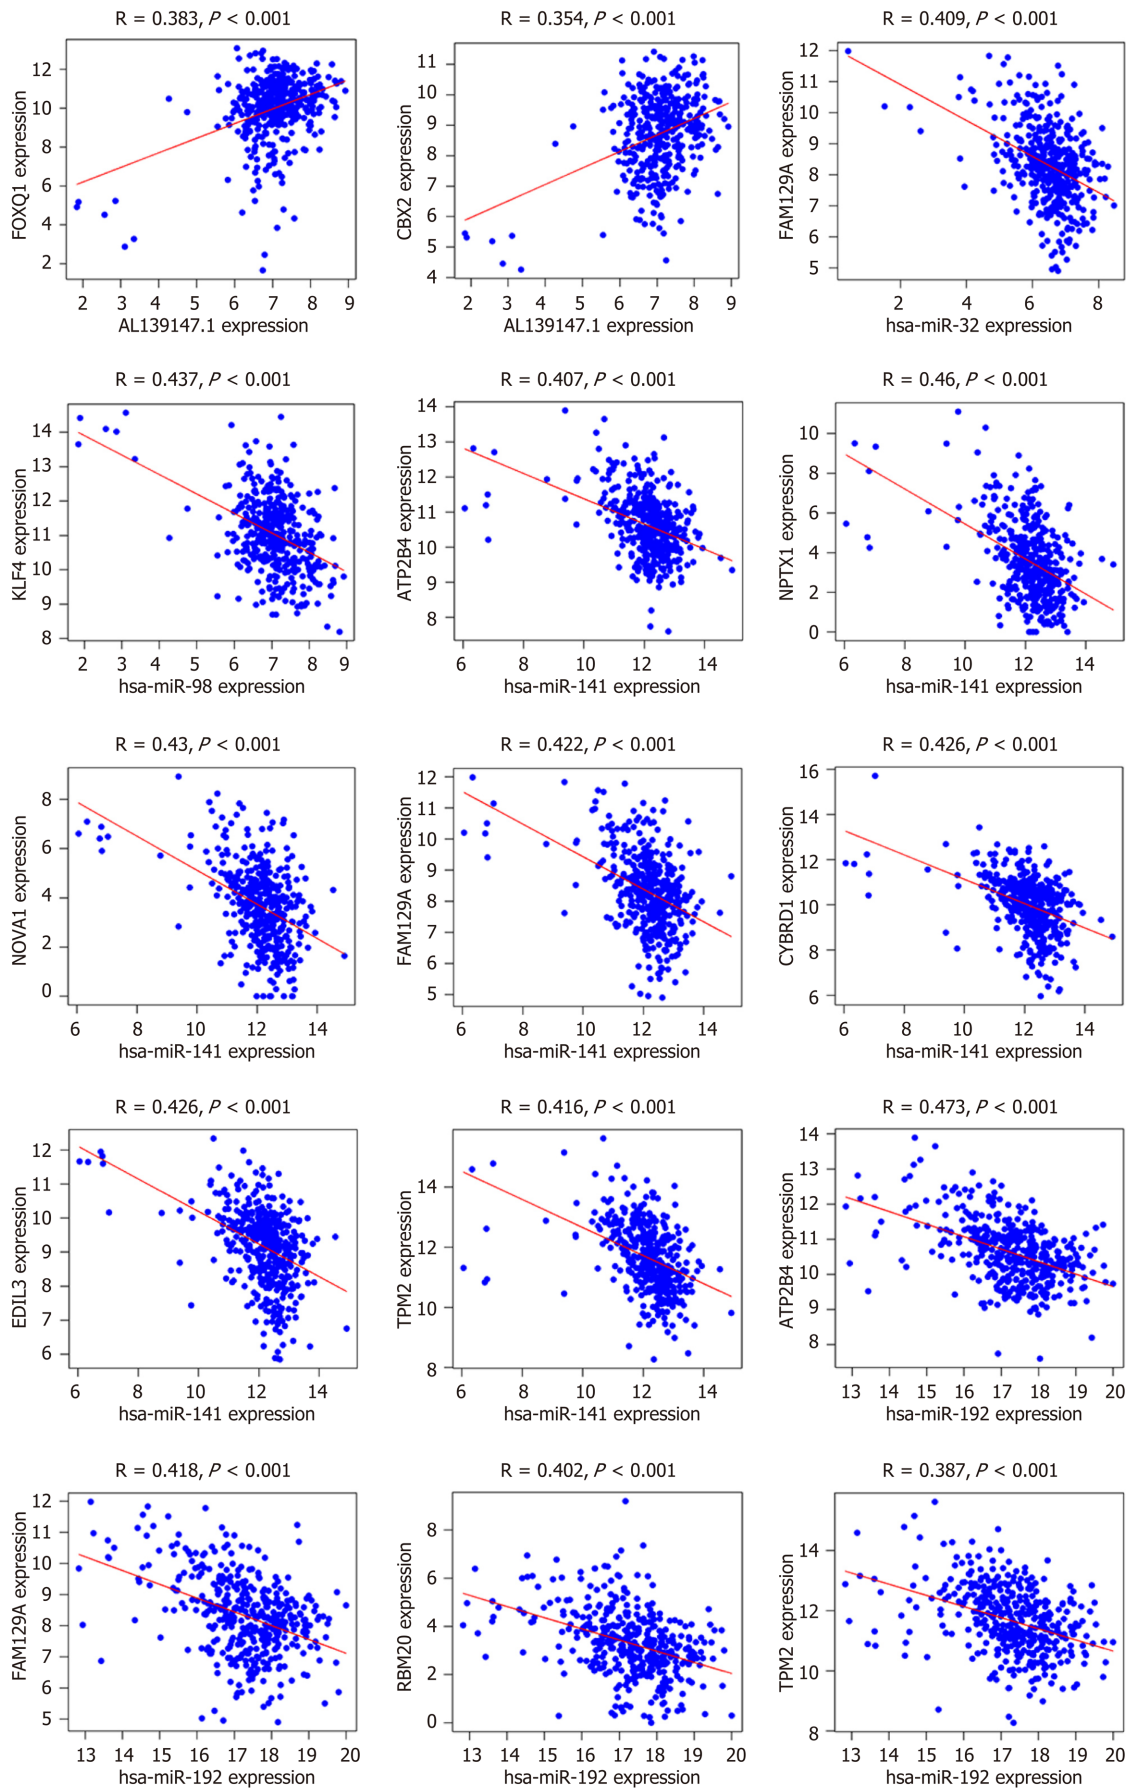 R = 0.383, P < 0.001
FOXQ1 expression
12
10
8
6
4
2
2 3 4 5 6 7 8 9
AL139147.1 expression
R = 0.354, P < 0.001
CBX2 expression
11
10
9
8
7
6
5
4
2 3 4 5 6 7 8 9
AL139147.1 expression
R = 0.409, P < 0.001
FAM129A expression
12
11
10
9
8
7
6
5
2 4 6 8
hsa-miR-32 expression
R = 0.437, P < 0.001
KLF4 expression
14
13
12
11
10
9
8
2 3 4 5 6 7 8 9
hsa-miR-98 expression
R = 0.407, P < 0.001
ATP2B4 expression
14
13
12
11
10
9
8
6 8 10 12 14
hsa-miR-141 expression
R = 0.46, P < 0.001
NPTX1 expression
10
8
6
4
2
0
6 8 10 12 14
hsa-miR-141 expression
R = 0.43, P < 0.001
NOVA1 expression
8
6
4
2
0
6 8 10 12 14
hsa-miR-141 expression
R = 0.422, P < 0.001
FAM129A expression
12
11
10
9
8
7
6
5
6 8 10 12 14
hsa-miR-141 expression
R = 0.426, P < 0.001
CYBRD1 expression
16
14
12
10
8
6
6 8 10 12 14
hsa-miR-141 expression
R = 0.426, P < 0.001
EDIL3 expression
12
11
10
9
8
7
6
6 8 10 12 14
hsa-miR-141 expression
R = 0.416, P < 0.001
TPM2 expression
14
12
10
8
6 8 10 12 14
hsa-miR-141 expression
R = 0.473, P < 0.001
ATP2B4 expression
14
13
12
11
10
9
8
13 14 15 16 17 18 19 20
hsa-miR-192 expression
R = 0.418, P < 0.001
FAM129A expression
12
11
10
9
8
7
6
5
13 14 15 16 17 18 19 20
hsa-miR-192 expression
R = 0.402, P < 0.001
RBM20 expression
8
6
4
2
0
13 14 15 16 17 18 19 20
hsa-miR-192 expression
R = 0.387, P < 0.001
TPM2 expression
14
12
10
8
13 14 15 16 17 18 19 20
hsa-miR-192 expression